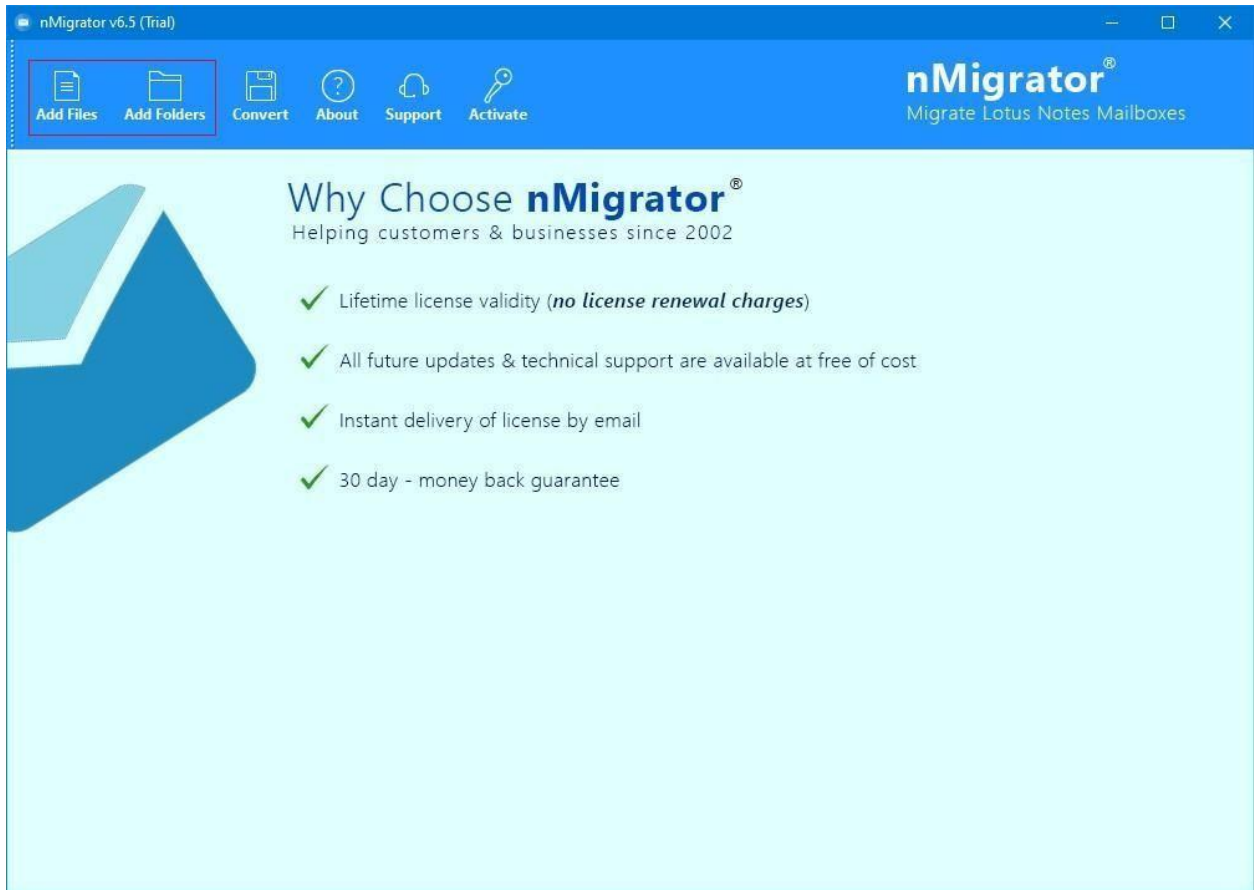 nMigrator v6.5 (Trial)
Add Files Add Folders Convert About Support Activate
nMigrator®
Migrate Lotus Notes Mailboxes
Why Choose nMigrator®
Helping customers & businesses since 2002
Lifetime license validity (no license renewal charges)
All future updates & technical support are available at free of cost
Instant delivery of license by email
30 day - money back guarantee